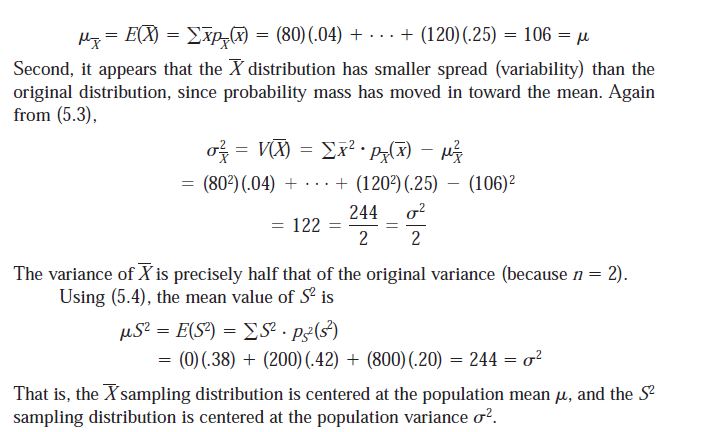 μ_X̄ = E(X̄) = Σx̄p_X̄(x̄) = (80)(.04) + · · · + (120)(.25) = 106 = μ
Second, it appears that the X̄ distribution has smaller spread (variability) than the
original distribution, since probability mass has moved in toward the mean. Again
from (5.3),
σ²_X̄ = V(X̄) = Σx̄² · p_X̄(x̄) − μ²_X̄
= (80²)(.04) + · · · + (120²)(.25) − (106)²
= 122 = 244/2 = σ²/2
The variance of X̄ is precisely half that of the original variance (because n = 2).
Using (5.4), the mean value of S² is
μS² = E(S²) = ΣS² · p_S²(s²)
= (0)(.38) + (200)(.42) + (800)(.20) = 244 = σ²
That is, the X̄ sampling distribution is centered at the population mean μ, and the S²
sampling distribution is centered at the population variance σ².